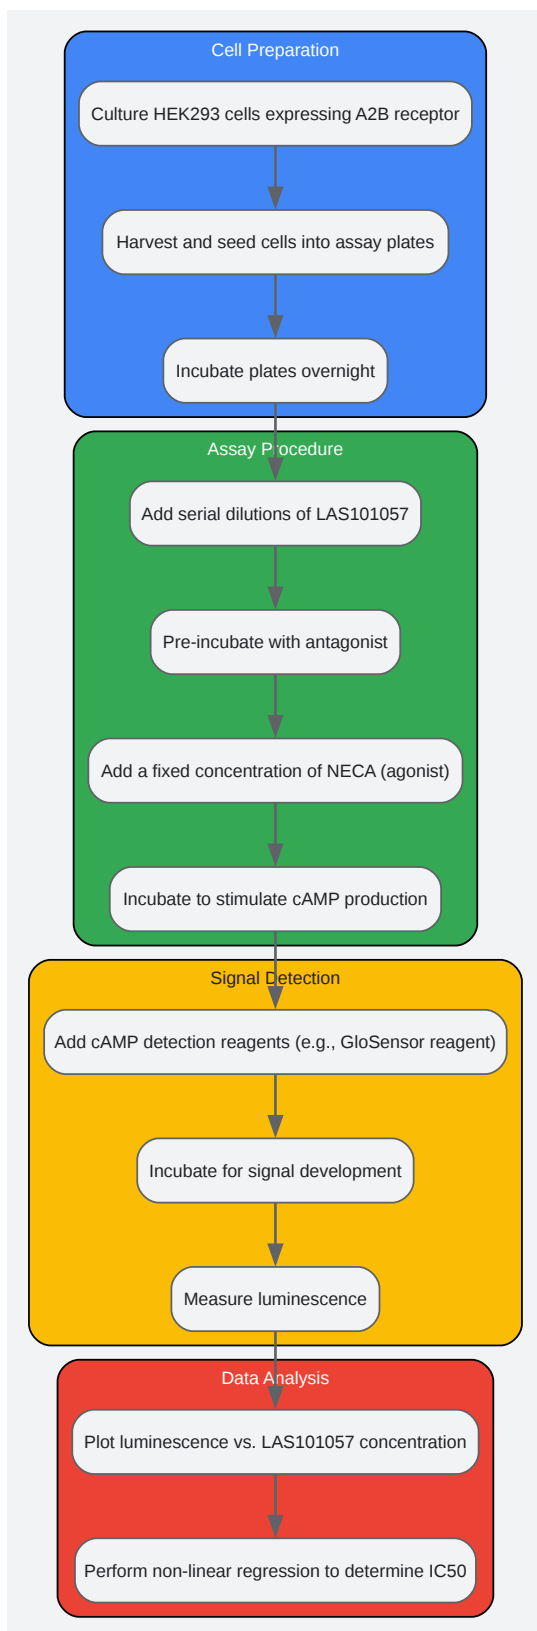 Cell Preparation
Culture HEK293 cells expressing A2B receptor
Harvest and seed cells into assay plates
Incubate plates overnight
Assay Procedure
Add serial dilutions of LAS101057
Pre-incubate with antagonist
Add a fixed concentration of NECA (agonist)
Incubate to stimulate cAMP production
Signal Detection
Add cAMP detection reagents (e.g., GloSensor reagent)
Incubate for signal development
Measure luminescence
Data Analysis
Plot luminescence vs. LAS101057 concentration
Perform non-linear regression to determine IC50